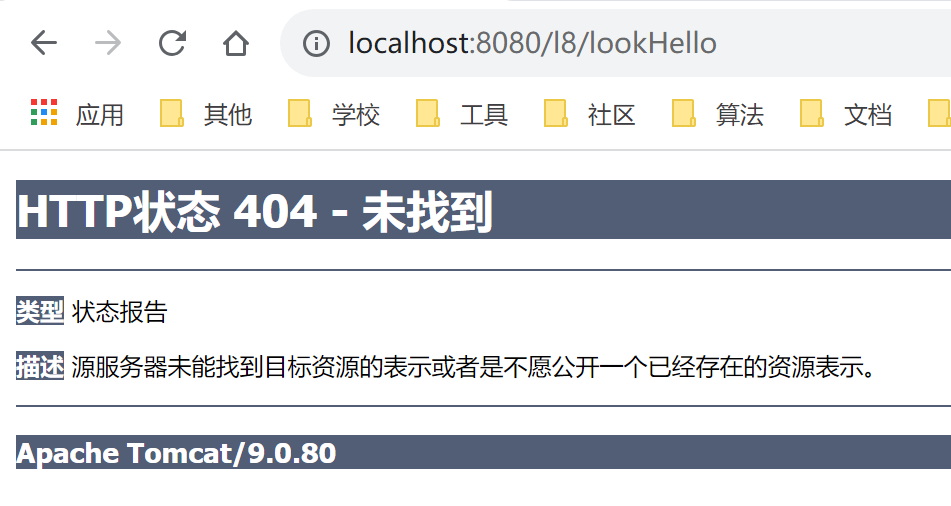 localhost:8080/l8/lookHello
应用 其他 学校 工具 社区 算法 文档
HTTP状态 404 - 未找到
类型 状态报告
描述 源服务器未能找到目标资源的表示或者是不愿公开一个已经存在的资源表示。
Apache Tomcat/9.0.80